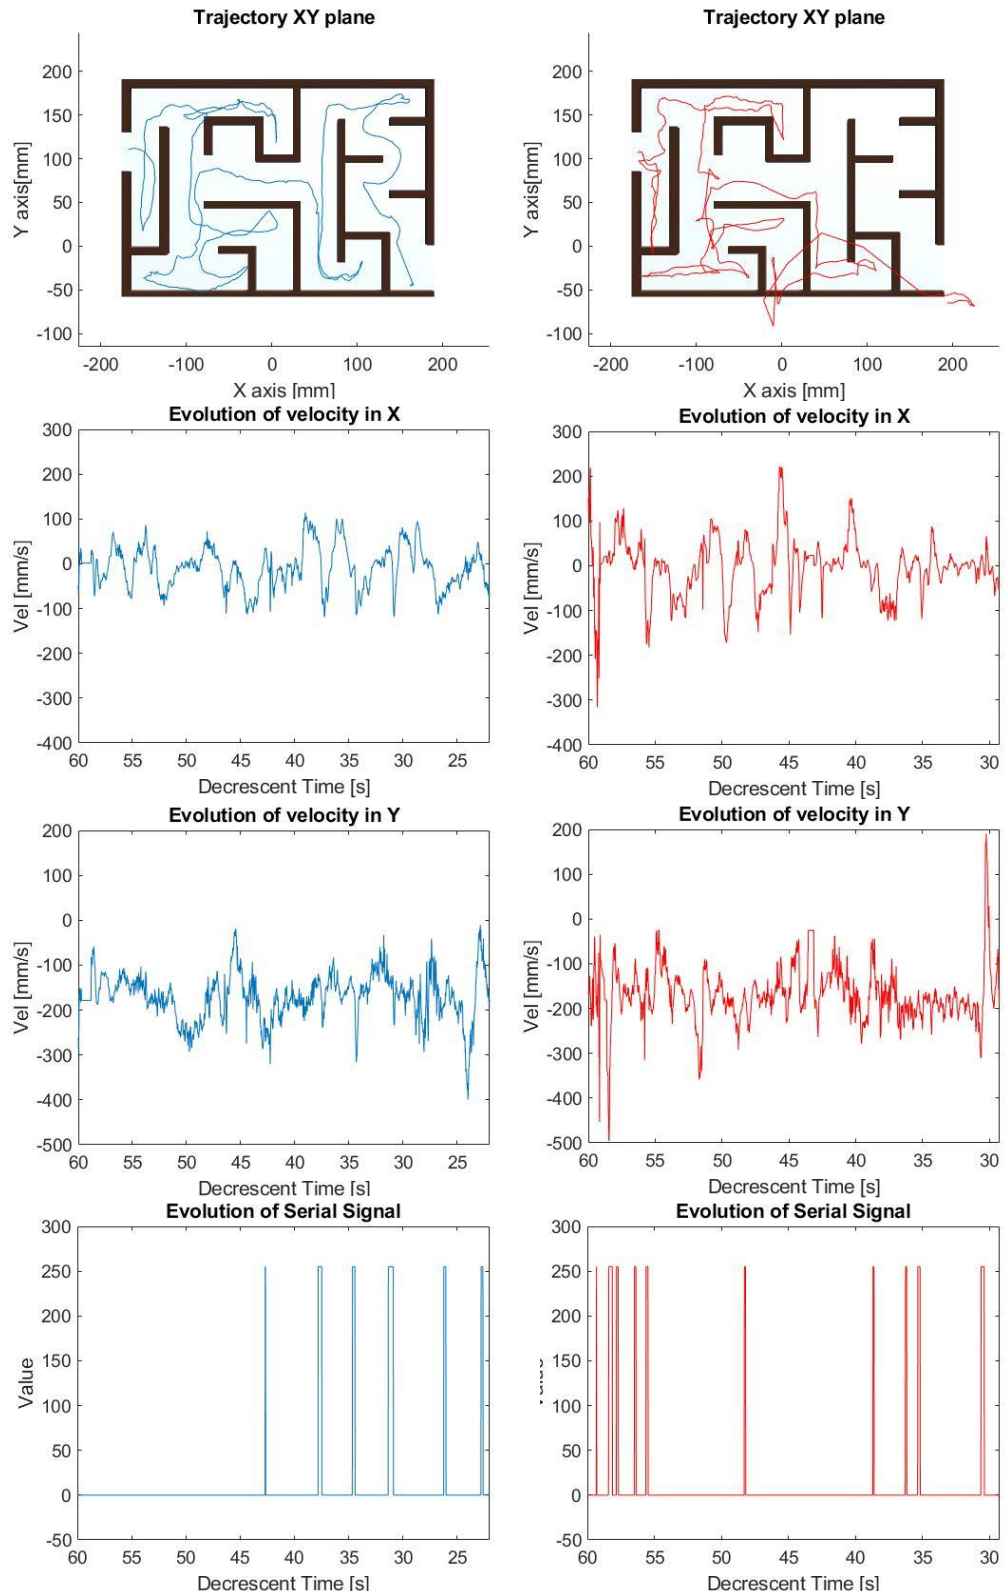 Trajectory XY plane
Trajectory XY plane
200
150
100
50
0
-50
-100
Y axis[mm]
-200 -100 0 100 200
X axis [mm]
200
150
100
50
0
-50
-100
Y axis [mm]
-200 -100 0 100 200
X axis [mm]
Evolution of velocity in X
300
200
100
0
-100
-200
-300
-400
Vel [mm/s]
60 55 50 45 40 35 30 25
Decrescent Time [s]
Evolution of velocity in X
300
200
100
0
-100
-200
-300
-400
Vel [mm/s]
60 55 50 45 40 35 30
Decrescent Time [s]
Evolution of velocity in Y
200
100
0
-100
-200
-300
-400
-500
Vel [mm/s]
60 55 50 45 40 35 30 25
Decrescent Time [s]
Evolution of velocity in Y
200
100
0
-100
-200
-300
-400
-500
Vel [mm/s]
60 55 50 45 40 35 30
Decrescent Time [s]
Evolution of Serial Signal
300
250
200
150
100
50
0
-50
Value
60 55 50 45 40 35 30 25
Decrescent Time [s]
Evolution of Serial Signal
300
250
200
150
100
50
0
-50
60 55 50 45 40 35 30
Decrescent Time [s]